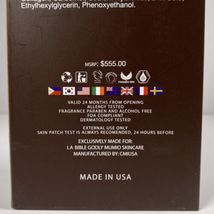 Ethylhexylglycerin, Phenoxyethanol.
MSRP: $555.00
VALID 24 MONTHS FROM OPENING
ALLERGY TESTED
FRAGRANCE PARABEN AND ALCOHOL FREE
FDA COMPLIANT
DERMATOLOGY TESTED
EXTERNAL USE ONLY
SKIN PATCH TEST IS ALWAYS RECOMMENDED, 24 HOURS BEFORE
EXCLUSIVELY MADE FOR:
LA BIBLE GODLY MUMIIO SKINCARE
MANUFACTURED BY: CMIIUSA
MADE IN USA